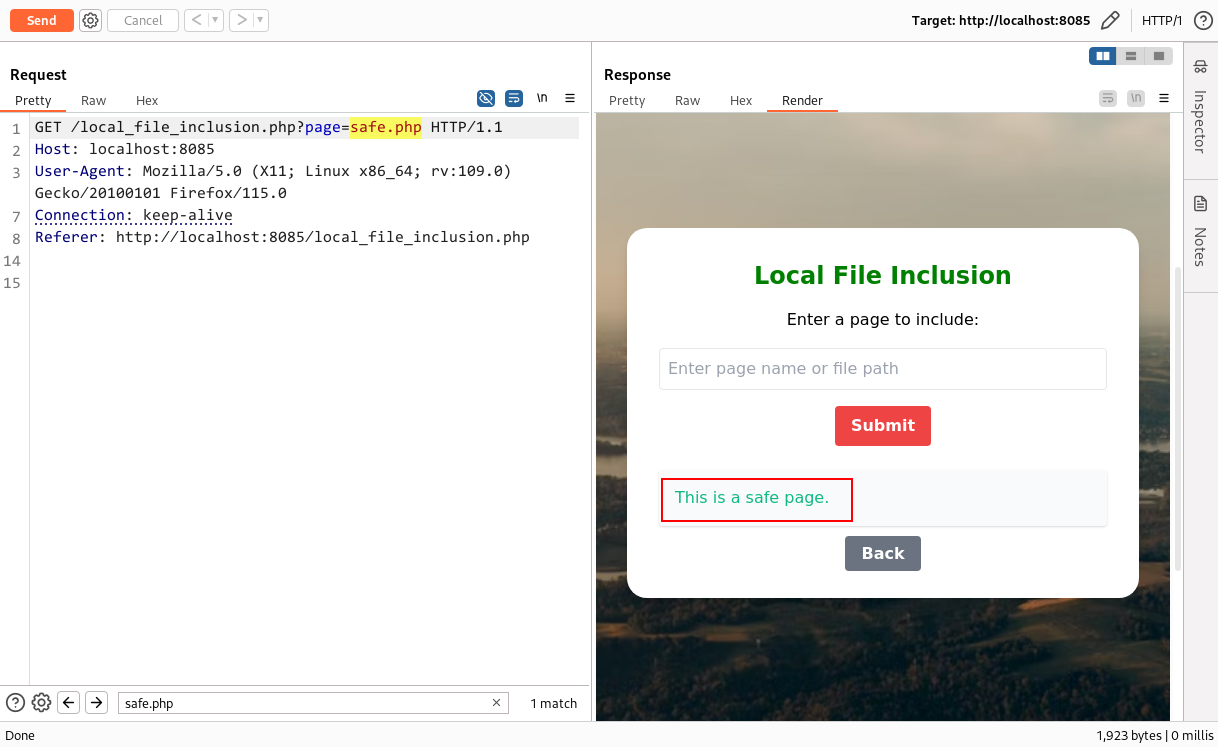 Send
Cancel
Target: http://localhost:8085
HTTP/1
Request
Pretty
Raw
Hex
\n
1 GET /local_file_inclusion.php?page=safe.php HTTP/1.1
2 Host: localhost:8085
3 User-Agent: Mozilla/5.0 (X11; Linux x86_64; rv:109.0)
Gecko/20100101 Firefox/115.0
7 Connection: keep-alive
8 Referer: http://localhost:8085/local_file_inclusion.php
14
15
safe.php
1 match
Response
Pretty
Raw
Hex
Render
\n
Local File Inclusion
Enter a page to include:
Enter page name or file path
Submit
This is a safe page.
Back
Inspector
Notes
Done
1,923 bytes | 0 millis